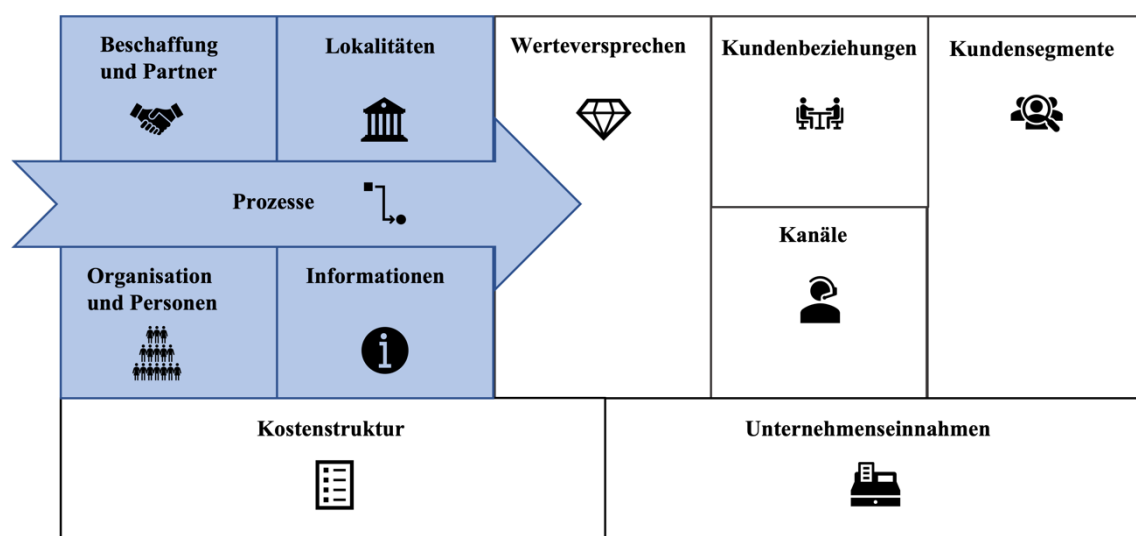 Beschaffung
und Partner
Lokalitäten
Werteversprechen
Kundenbeziehungen
Kundensegmente
Prozesse
Kanäle
Organisation
und Personen
Informationen
Kostenstruktur
Unternehmenseinnahmen